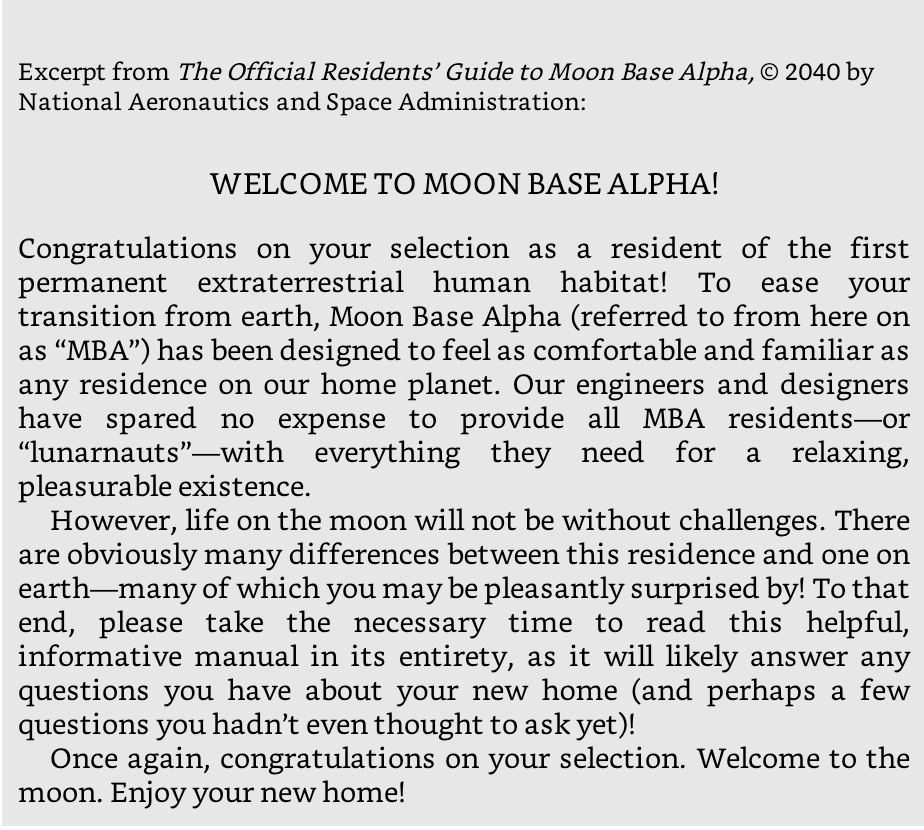 Excerpt from The Official Residents’ Guide to Moon Base Alpha, © 2040 by
National Aeronautics and Space Administration:
WELCOME TO MOON BASE ALPHA!
Congratulations on your selection as a resident of the first
permanent extraterrestrial human habitat! To ease your
transition from earth, Moon Base Alpha (referred to from here on
as “MBA”) has been designed to feel as comfortable and familiar as
any residence on our home planet. Our engineers and designers
have spared no expense to provide all MBA residents—or
“lunarnauts”—with everything they need for a relaxing,
pleasurable existence.
However, life on the moon will not be without challenges. There
are obviously many differences between this residence and one on
earth—many of which you may be pleasantly surprised by! To that
end, please take the necessary time to read this helpful,
informative manual in its entirety, as it will likely answer any
questions you have about your new home (and perhaps a few
questions you hadn’t even thought to ask yet)!
Once again, congratulations on your selection. Welcome to the
moon. Enjoy your new home!